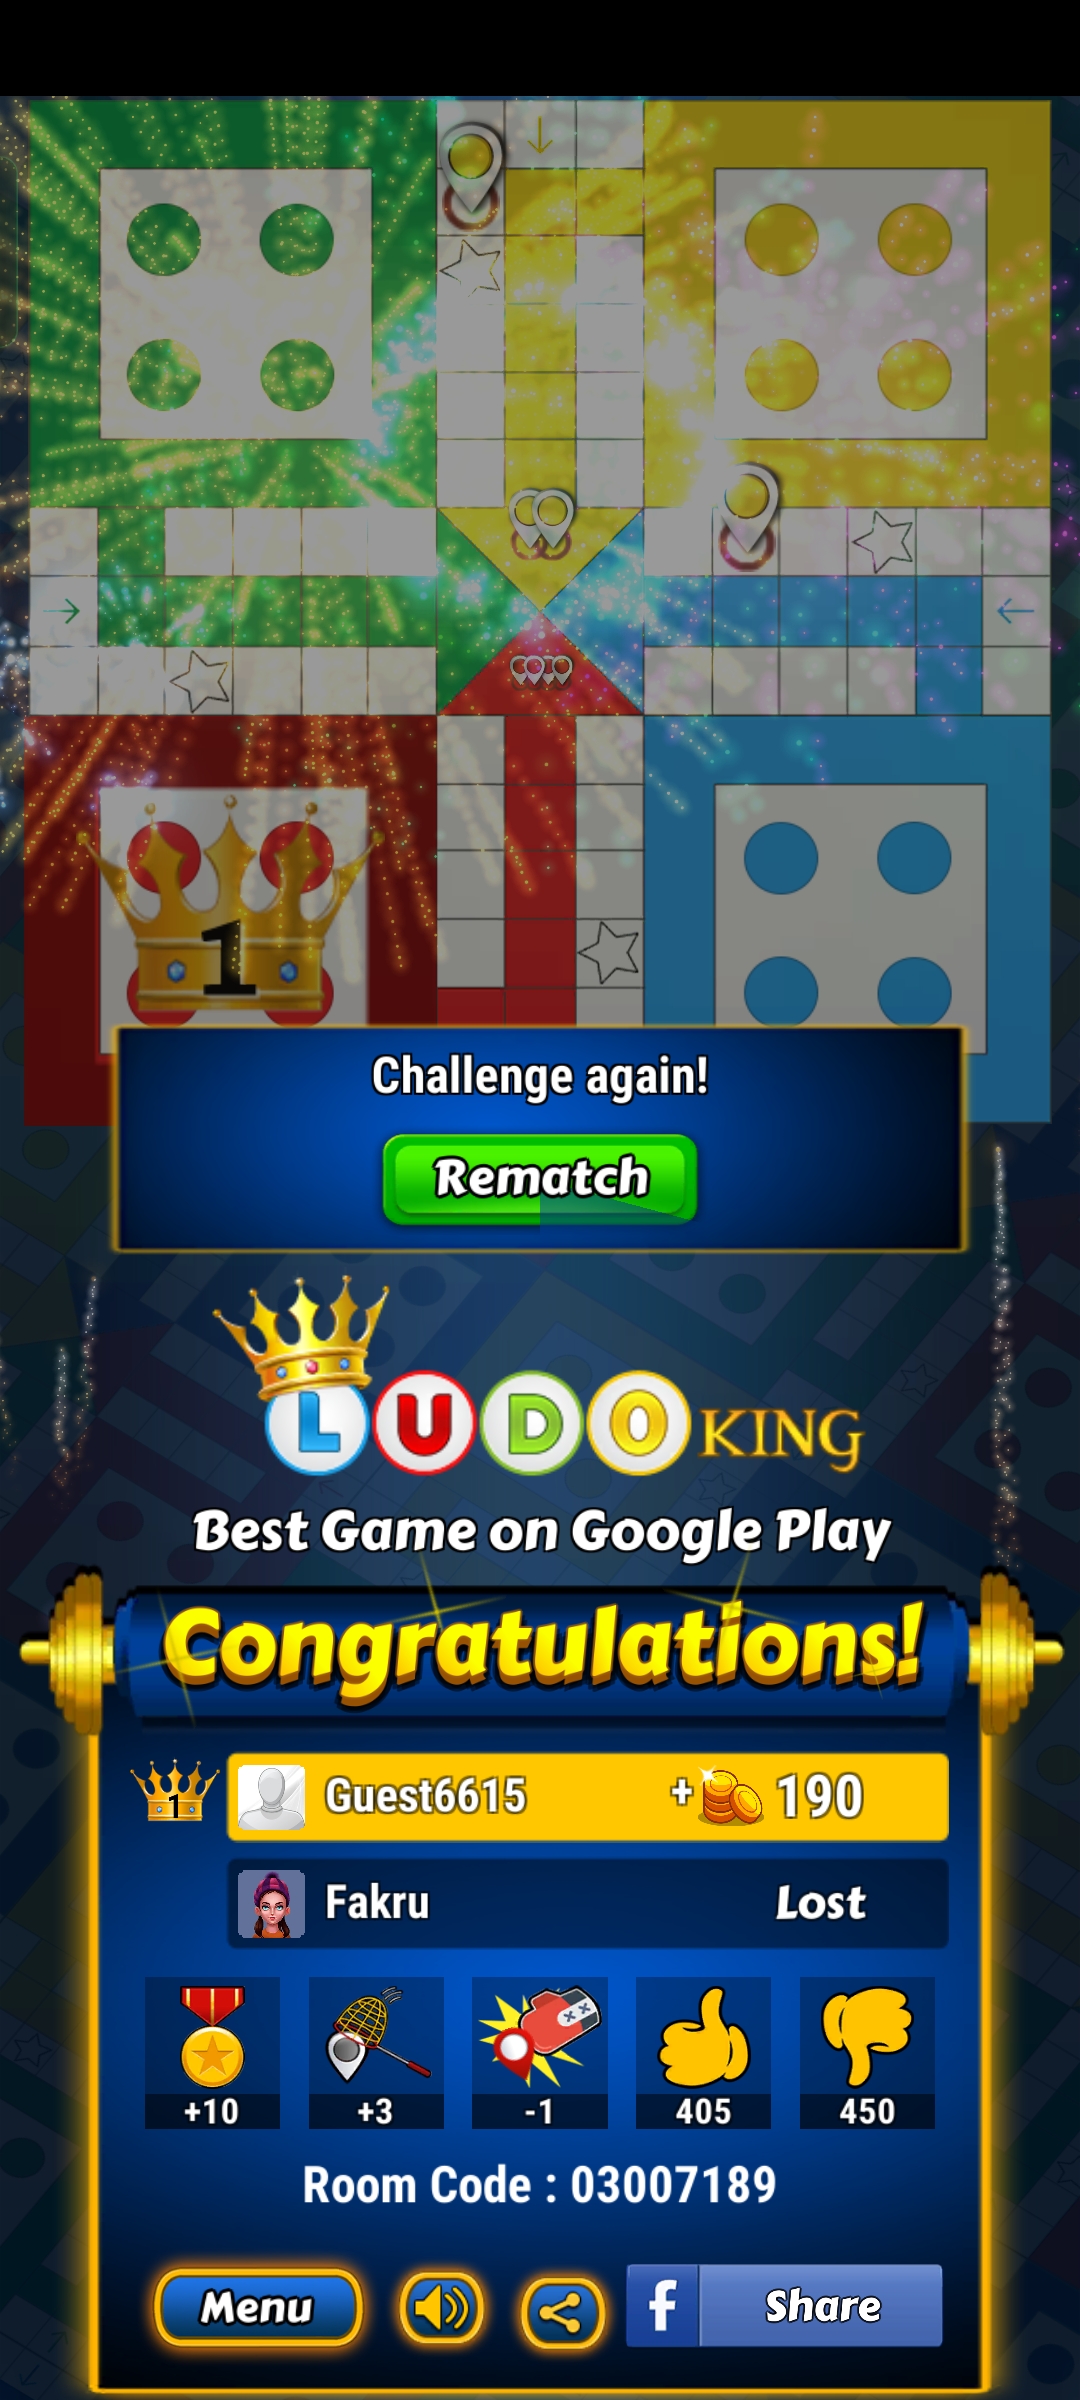 1
Challenge again!
Rematch
LUDO KING
Best Game on Google Play
Congratulations!
1 Guest6615 + 190
Fakru Lost
+10 +3 -1 405 450
Room Code : 03007189
Menu f Share